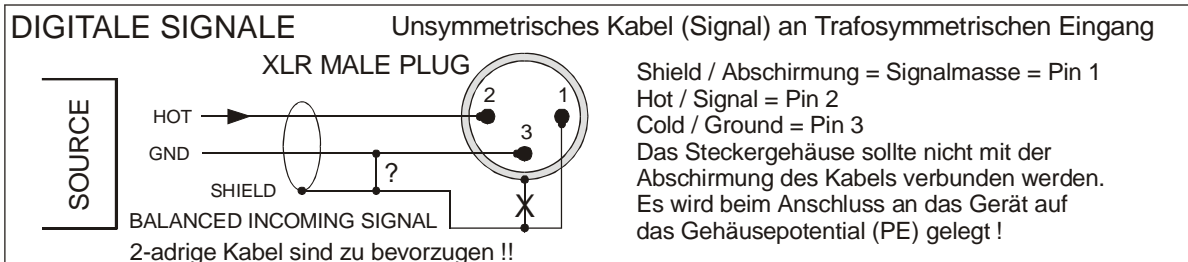 DIGITALE SIGNALE
Unsymmetrisches Kabel (Signal) an Trafosymmetrischen Eingang
XLR MALE PLUG
SOURCE
HOT
GND
SHIELD
?
2
1
3
X
BALANCED INCOMING SIGNAL
2-adrige Kabel sind zu bevorzugen !!
Shield / Abschirmung = Signalmasse = Pin 1
Hot / Signal = Pin 2
Cold / Ground = Pin 3
Das Steckergehäuse sollte nicht mit der
Abschirmung des Kabels verbunden werden.
Es wird beim Anschluss an das Gerät auf
das Gehäusepotential (PE) gelegt !